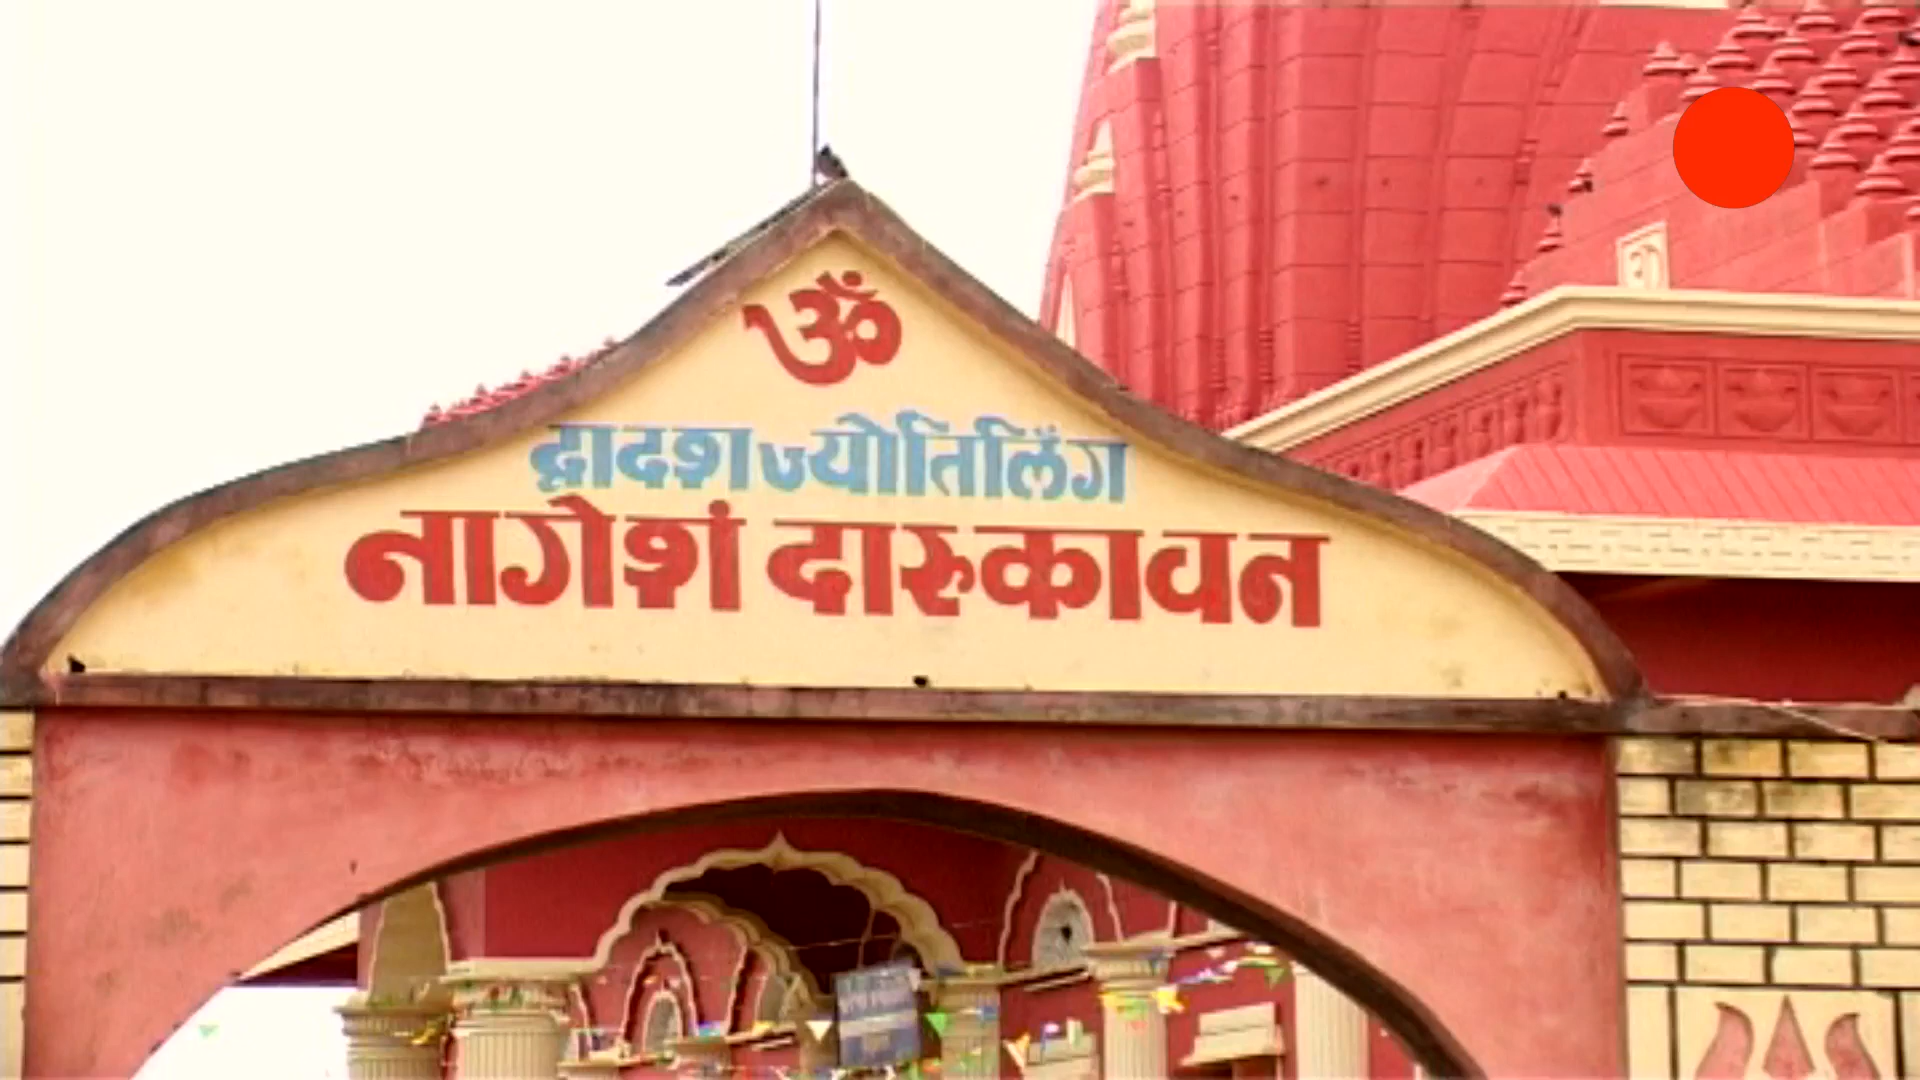 ॐ
द्वादश ज्योतिर्लिंग
नागेशं दारुकावन